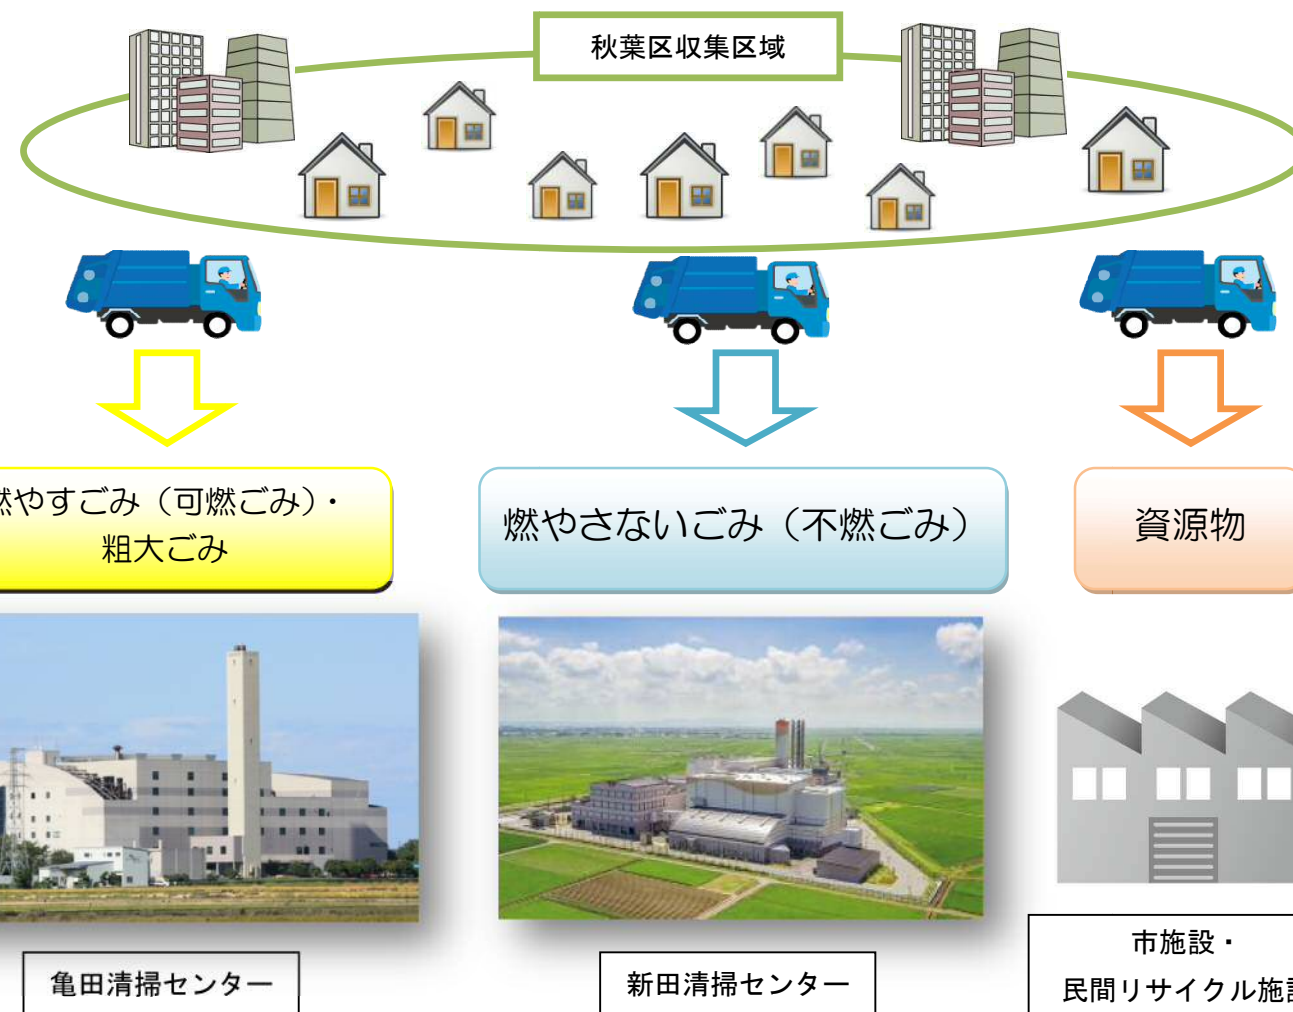 秋葉区収集区域
燃やすごみ（可燃ごみ）・
粗大ごみ
燃やさないごみ（不燃ごみ）
資源物
亀田清掃センター
新田清掃センター
市施設・
民間リサイクル施設